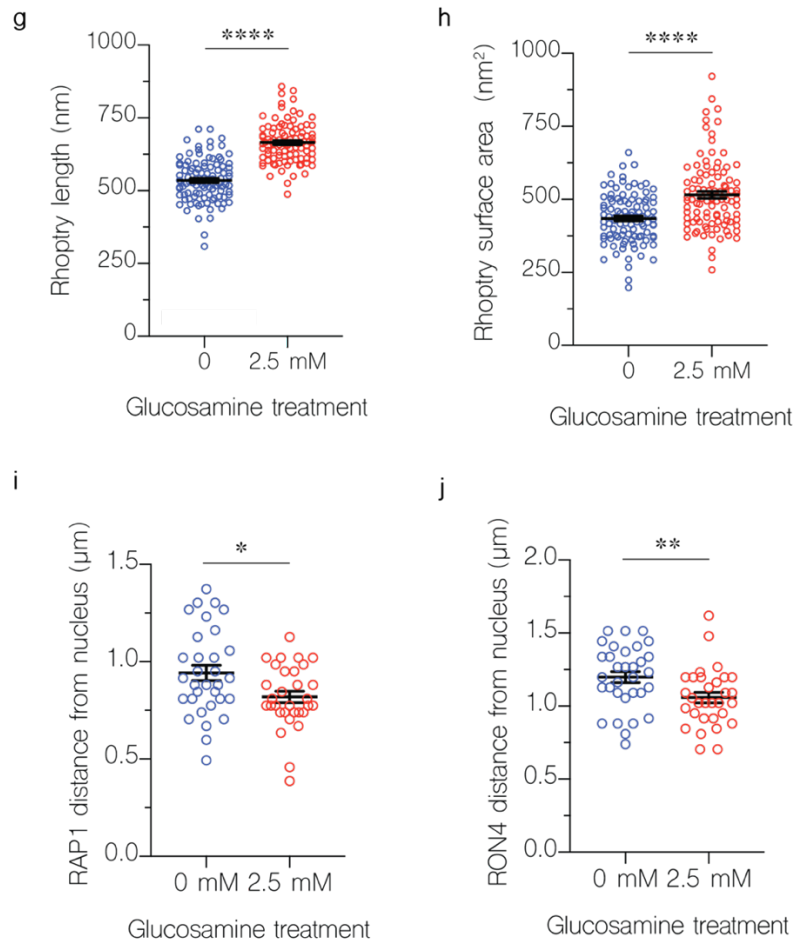 g
1000
750
500
250
0
Rhoptry length (nm)
****
0 2.5 mM
Glucosamine treatment
h
1000
750
500
250
0
Rhoptry surface area (nm²)
****
0 2.5 mM
Glucosamine treatment
i
1.5
1.0
0.5
0.0
RAP1 distance from nucleus (μm)
*
0 mM 2.5 mM
Glucosamine treatment
j
2.0
1.5
1.0
0.5
0.0
RON4 distance from nucleus (μm)
**
0 mM 2.5 mM
Glucosamine treatment